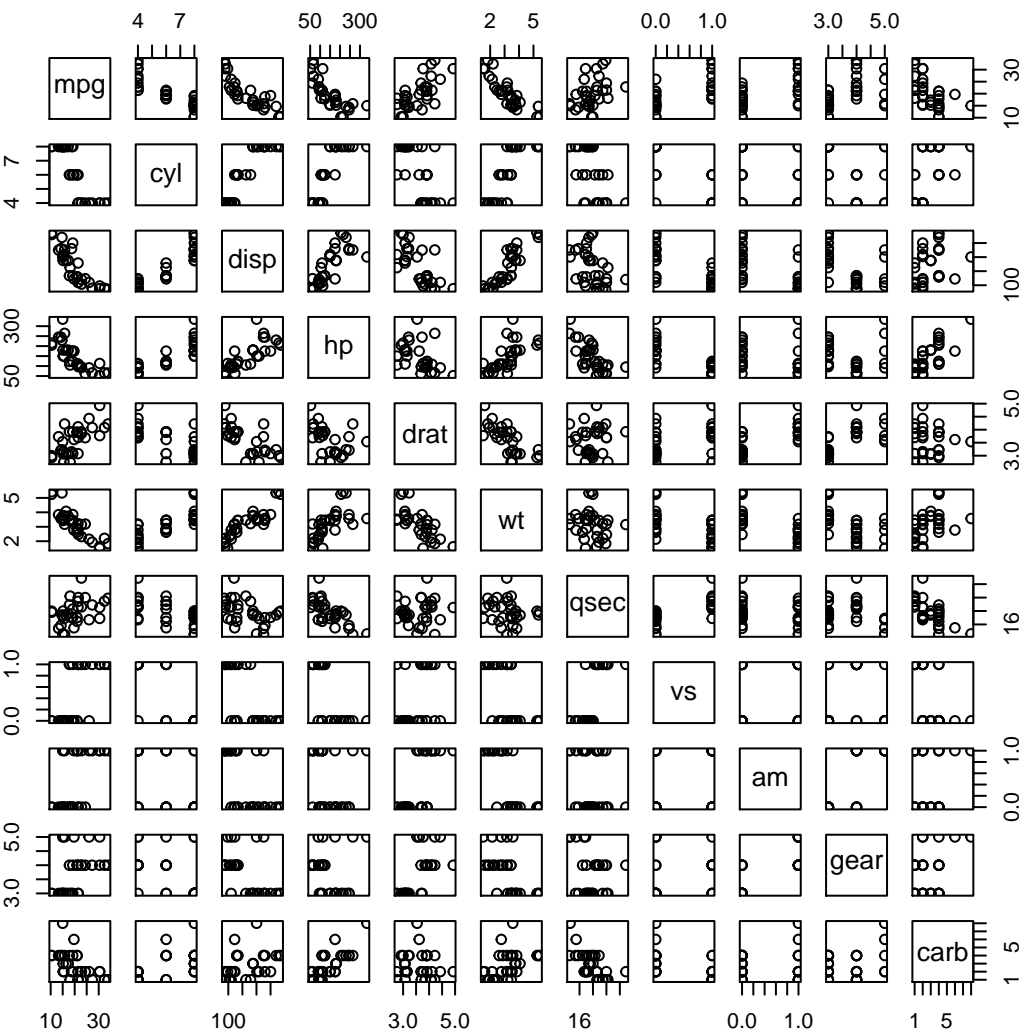 4 7 50 300 2 5 0.0 1.0 3.0 5.0
mpg 10 30
4 7 cyl
disp 100
50 300 hp
drat 3.0 5.0
2 5 wt
qsec 16
0.0 1.0 vs
am 0.0 1.0
3.0 5.0 gear
carb 1 5
10 30 100 3.0 5.0 16 0.0 1.0 1 5